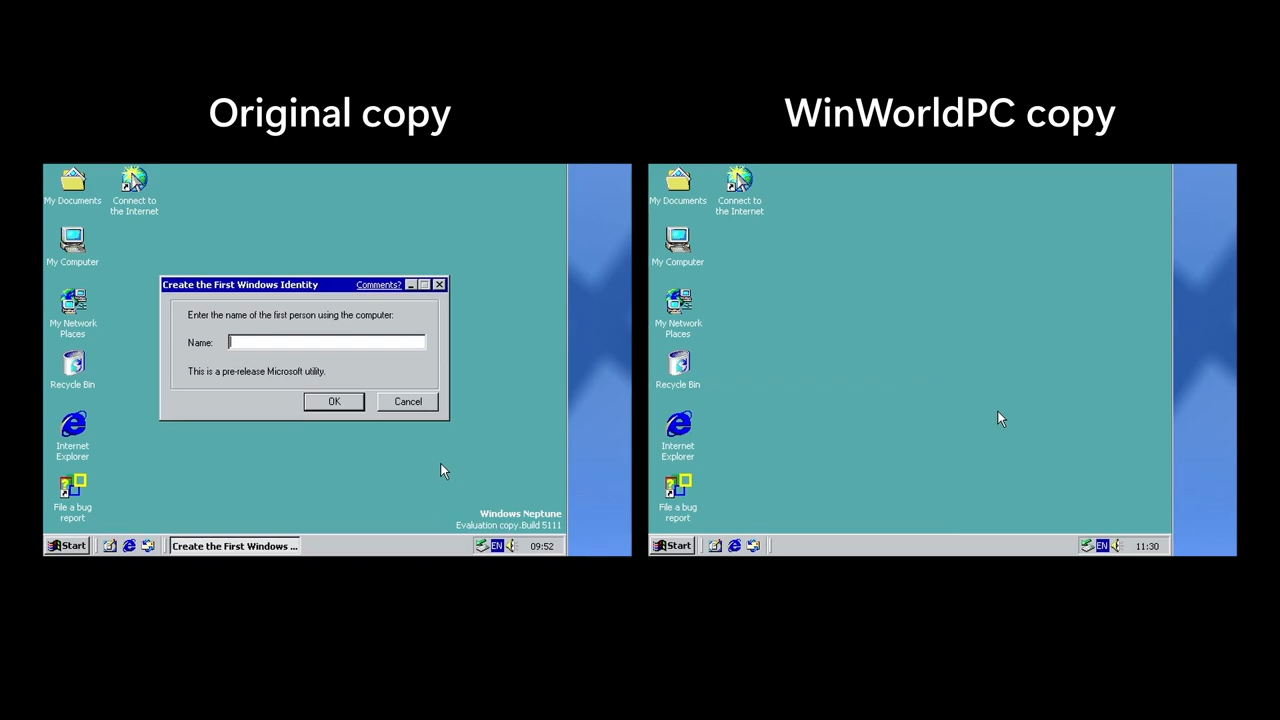 Original copy
WinWorldPC copy
My Documents
Connect to
the Internet
My Computer
My Network
Places
Recycle Bin
Internet
Explorer
File a bug
report
Create the First Windows Identity
Comments?
Enter the name of the first person using the computer:
Name:
This is a pre-release Microsoft utility.
OK
Cancel
Windows Neptune
Evaluation copy.Build 5111
Start
Create the First Windows ...
EN
09:52
My Documents
Connect to
the Internet
My Computer
My Network
Places
Recycle Bin
Internet
Explorer
File a bug
report
Start
EN
11:30